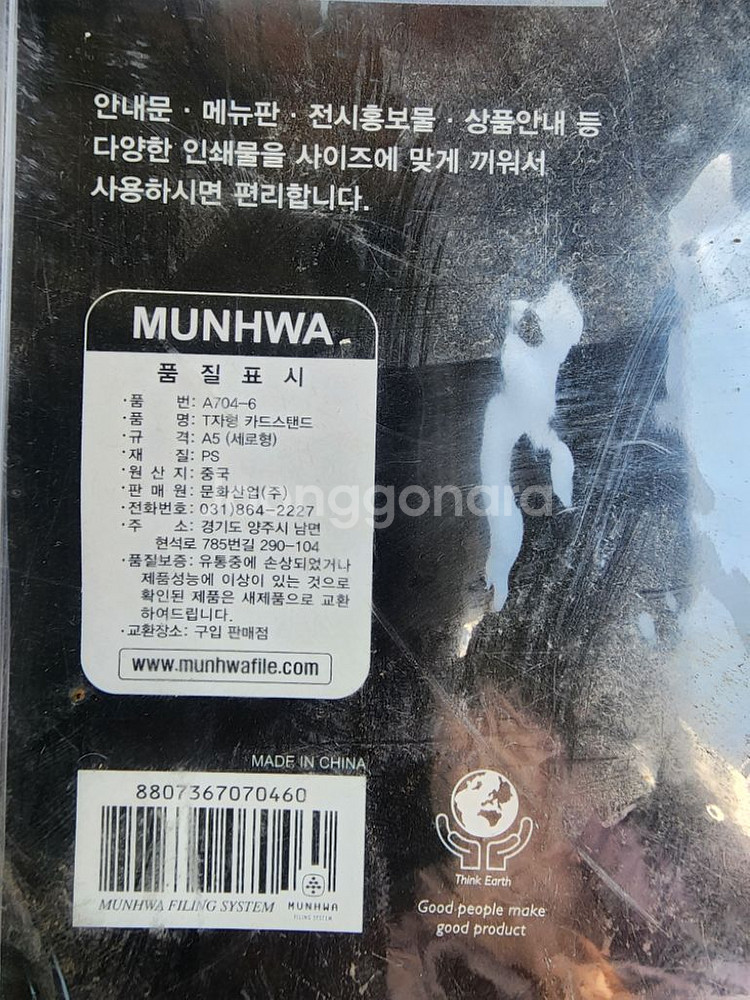 안내문 · 메뉴판 · 전시홍보물 · 상품안내 등
다양한 인쇄물을 사이즈에 맞게 끼워서
사용하시면 편리합니다.
MUNHWA
품 질 표 시
·품 번: A704-6
·품 명: T자형 카드스탠드
·규 격: A5 (세로형)
·재 질: PS
·원 산 지: 중국
·판 매 원: 문화산업(주)
·전화번호: 031)864-2227
·주 소: 경기도 양주시 남면
현석로 785번길 290-104
·품질보증: 유통중에 손상되었거나
제품성능에 이상이 있는 것으로
확인된 제품은 새제품으로 교환
하여드립니다.
·교환장소: 구입 판매점
www.munhwafile.com
MADE IN CHINA
8807367070460
MUNHWA FILING SYSTEM
MUNHWA
FILING SYSTEM
Think Earth
Good people make
good product